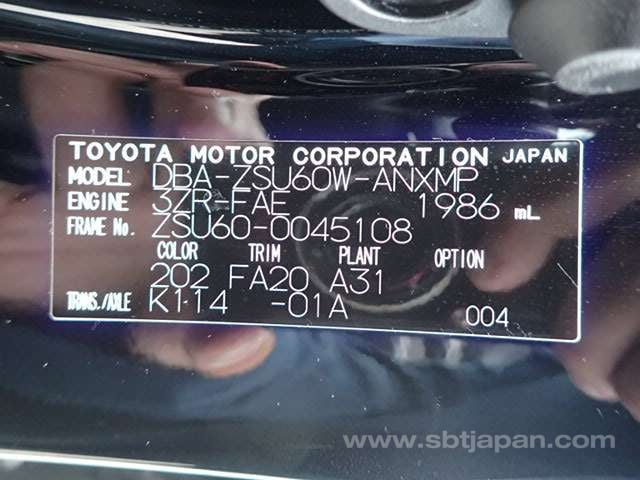 TOYOTA MOTOR CORPORATION JAPAN
MODEL DBA-ZSU60W-ANXMP
ENGINE 3ZR-FAE 1986 mL
FRAME No. ZSU60-0045108
COLOR TRIM PLANT OPTION
202 FA20 A31
TRANS./AXLE K114 -01A 004
www.sbtjapan.com